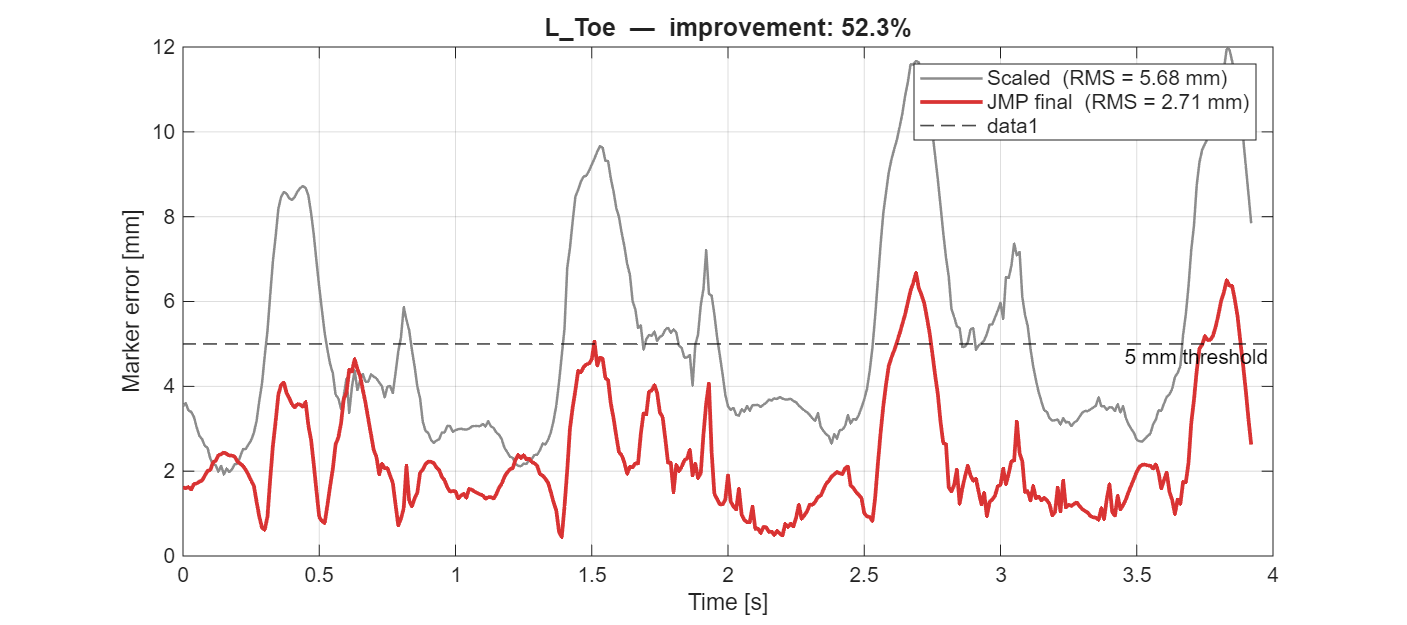 L_Toe — improvement: 52.3%
12
10
8
6
4
2
0
Marker error [mm]
Scaled (RMS = 5.68 mm)
JMP final (RMS = 2.71 mm)
data1
5 mm threshold
0 0.5 1 1.5 2 2.5 3 3.5 4
Time [s]